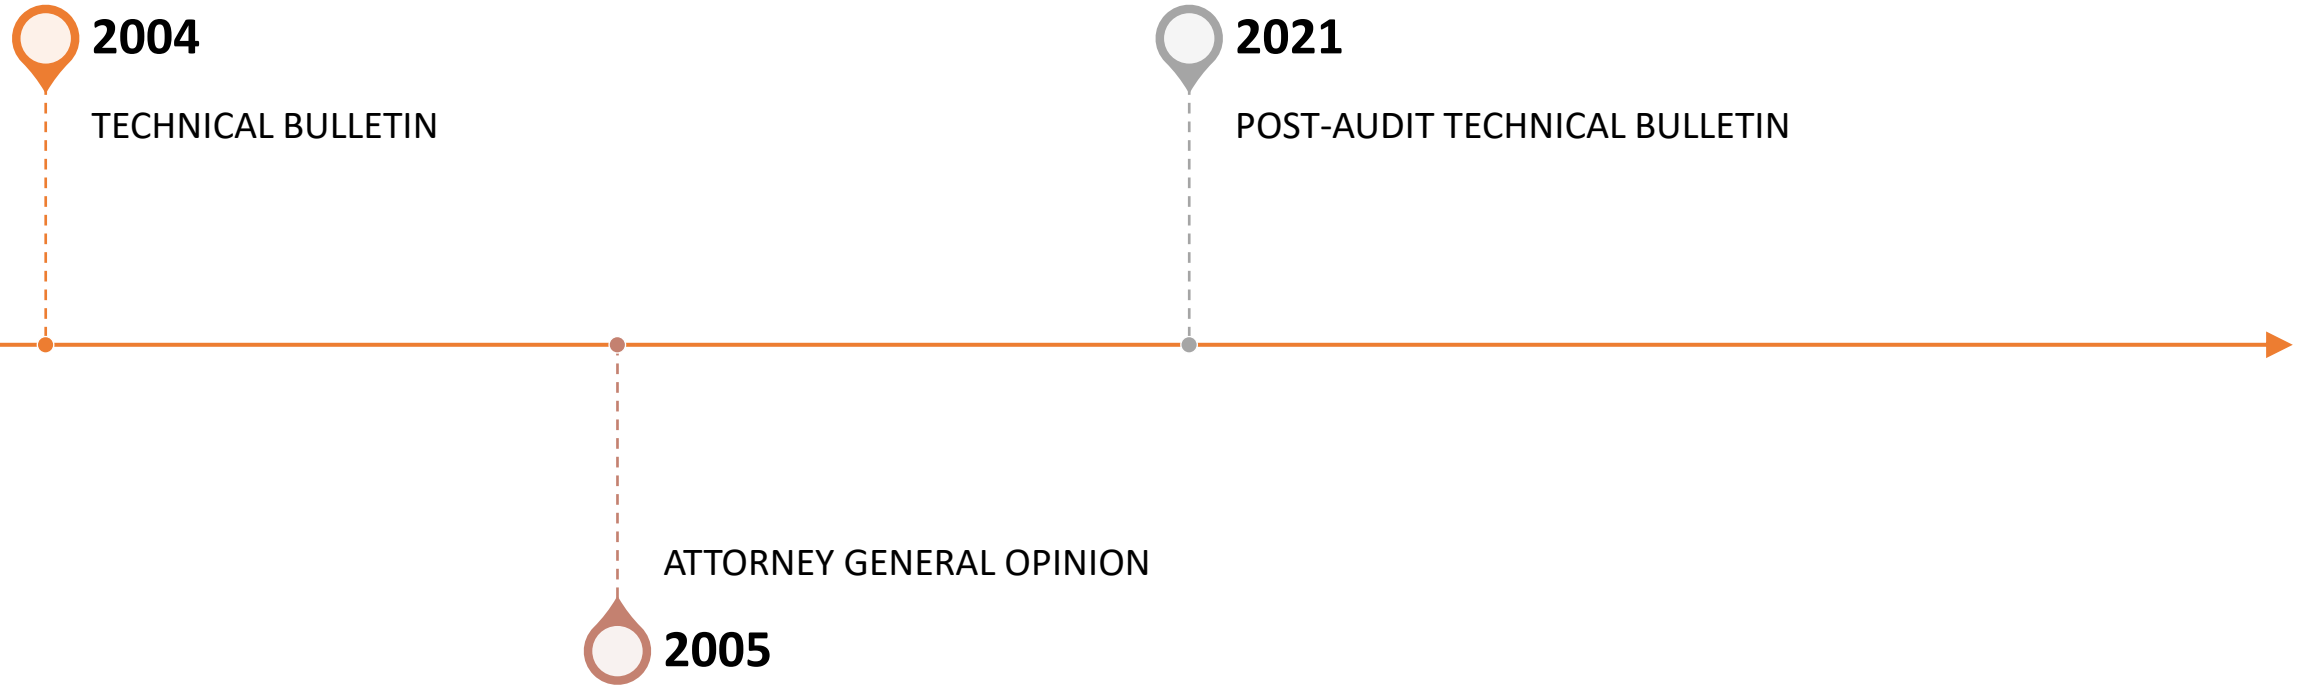 2004
TECHNICAL BULLETIN
ATTORNEY GENERAL OPINION
2005
2021
POST-AUDIT TECHNICAL BULLETIN